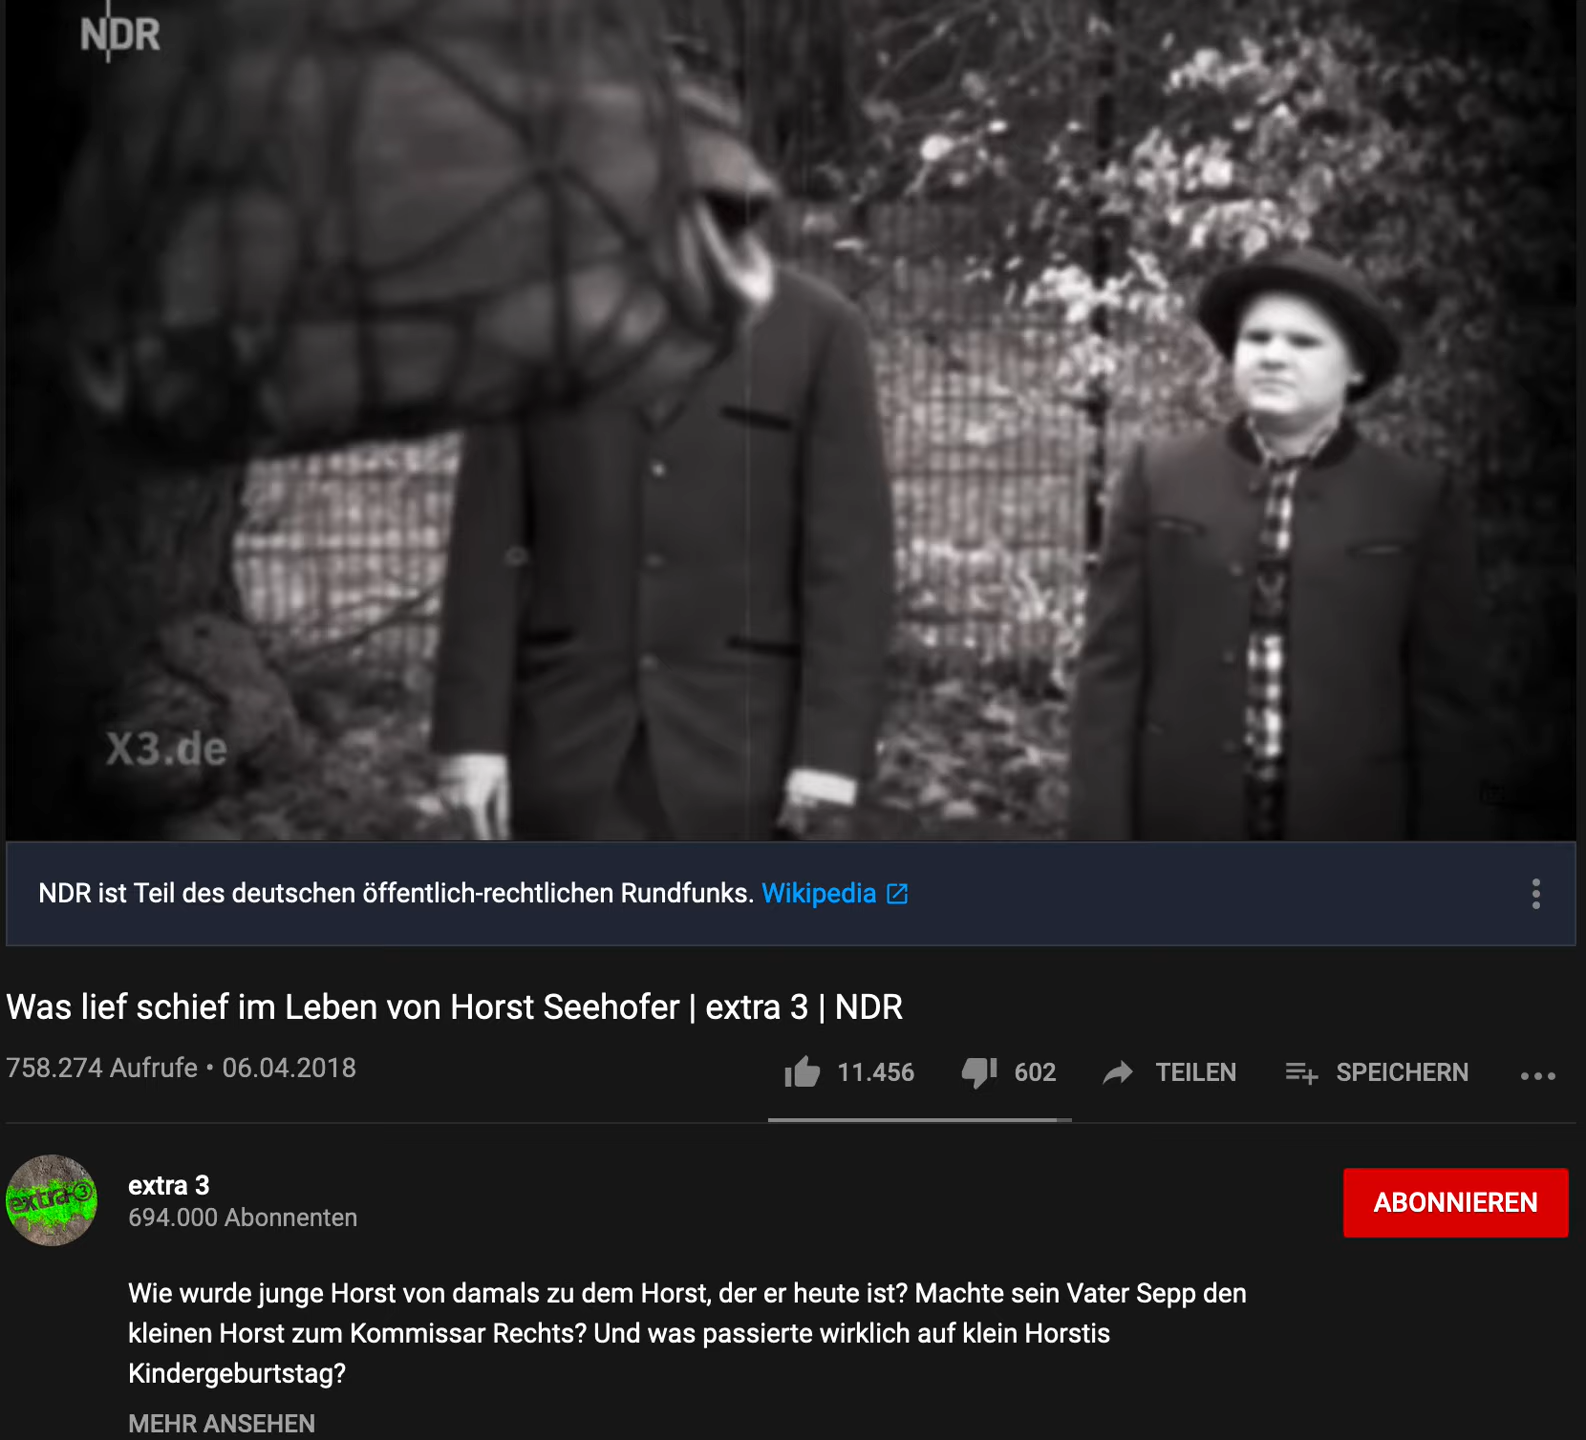 NDR
X3.de
NDR ist Teil des deutschen öffentlich-rechtlichen Rundfunks. Wikipedia
Was lief schief im Leben von Horst Seehofer | extra 3 | NDR
758.274 Aufrufe • 06.04.2018
11.456
602
TEILEN
SPEICHERN
extra 3
extra 3
694.000 Abonnenten
ABONNIEREN
Wie wurde junge Horst von damals zu dem Horst, der er heute ist? Machte sein Vater Sepp den
kleinen Horst zum Kommissar Rechts? Und was passierte wirklich auf klein Horstis
Kindergeburtstag?
MEHR ANSEHEN